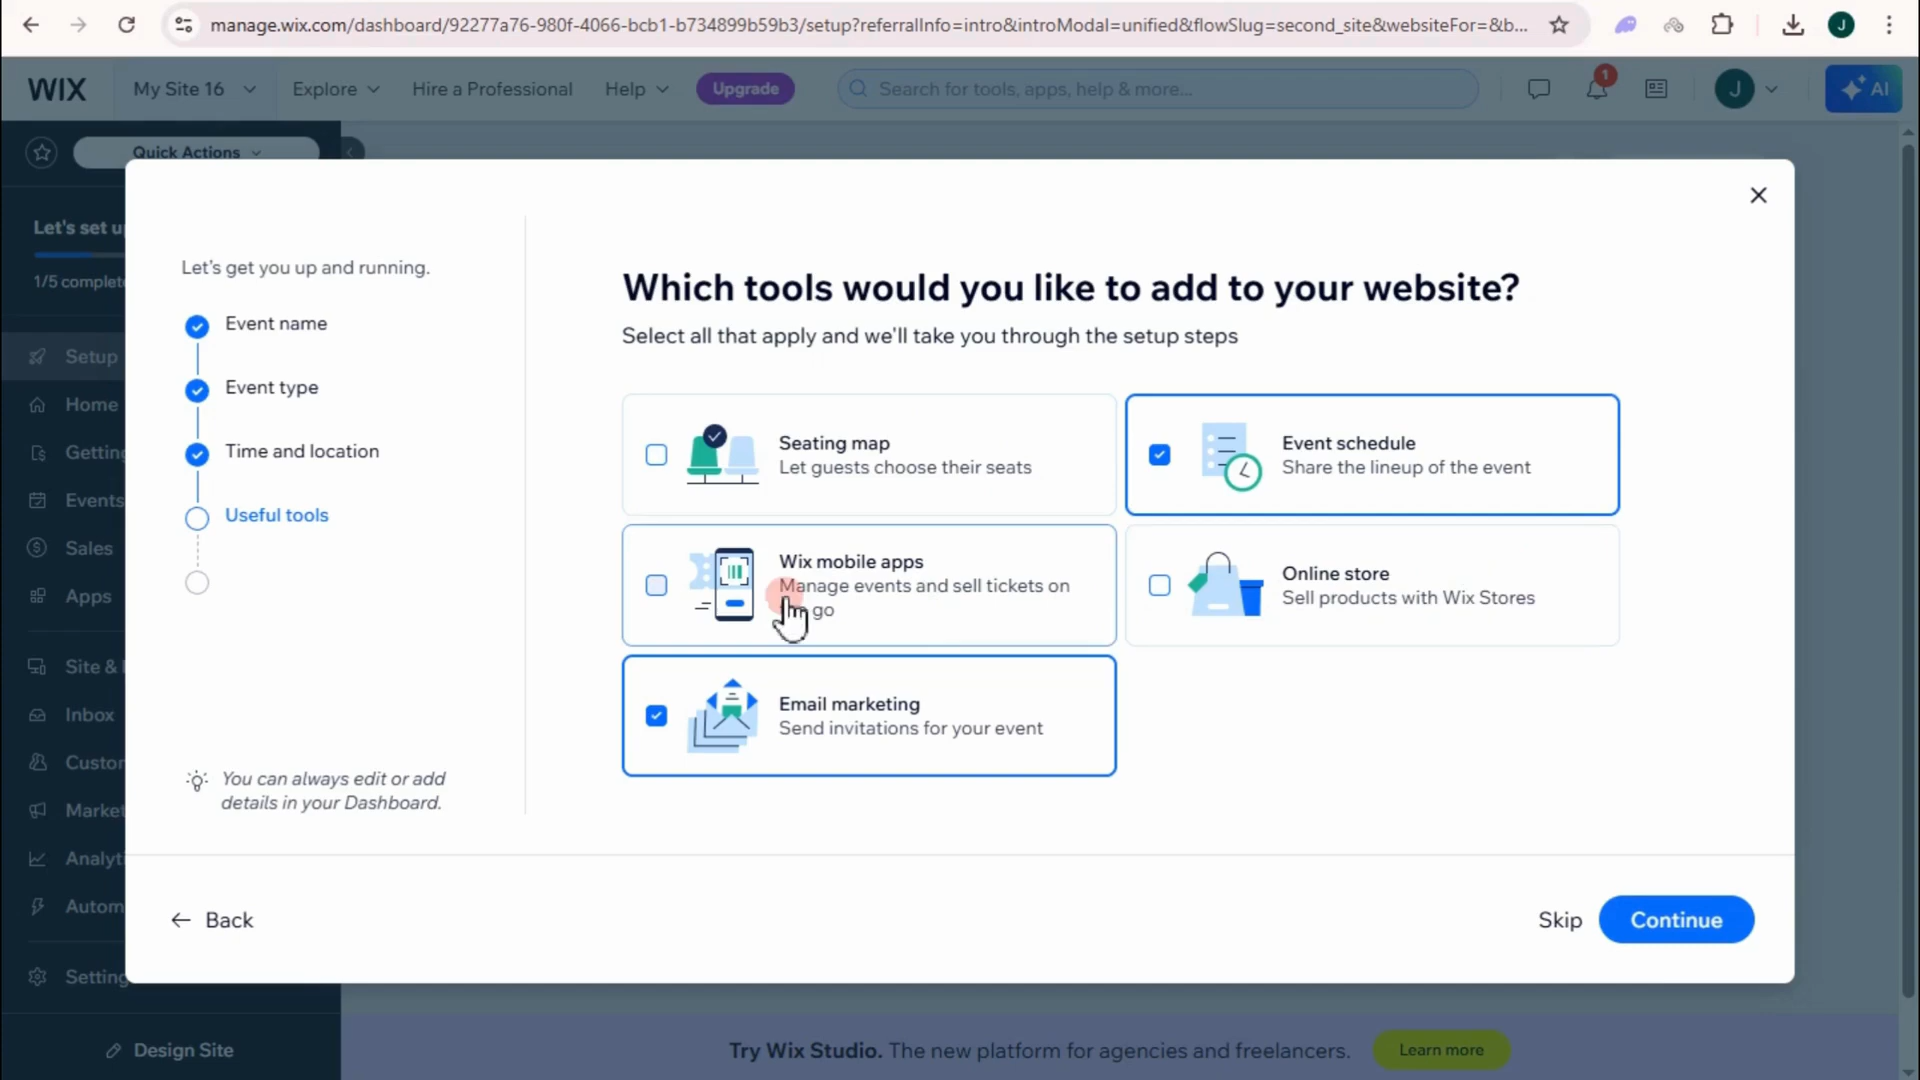 manage.wix.com/dashboard/92277a76-980f-4066-bcb1-b734899b59b3/setup?referralInfo=intro&introModal=unified&flowSlug=second_site&websiteFor=&b...
J
WIX
My Site 16
Explore
Hire a Professional
Help
Upgrade
Search for tools, apps, help & more...
1
J
AI
Quick Actions
Let's set u
1/5 complet
Setup
Home
Getting
Events
Sales
Apps
Site &
Inbox
Custor
Market
Analyti
Autom
Setting
Design Site
Let's get you up and running.
Event name
Event type
Time and location
Useful tools
You can always edit or add
details in your Dashboard.
Which tools would you like to add to your website?
Select all that apply and we'll take you through the setup steps
Seating map
Let guests choose their seats
Event schedule
Share the lineup of the event
Wix mobile apps
Manage events and sell tickets on
go
Online store
Sell products with Wix Stores
Email marketing
Send invitations for your event
Back
Skip
Continue
Try Wix Studio. The new platform for agencies and freelancers.
Learn more